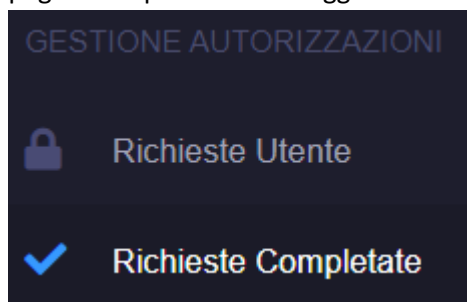 GESTIONE AUTORIZZAZIONI
Richieste Utente
Richieste Completate